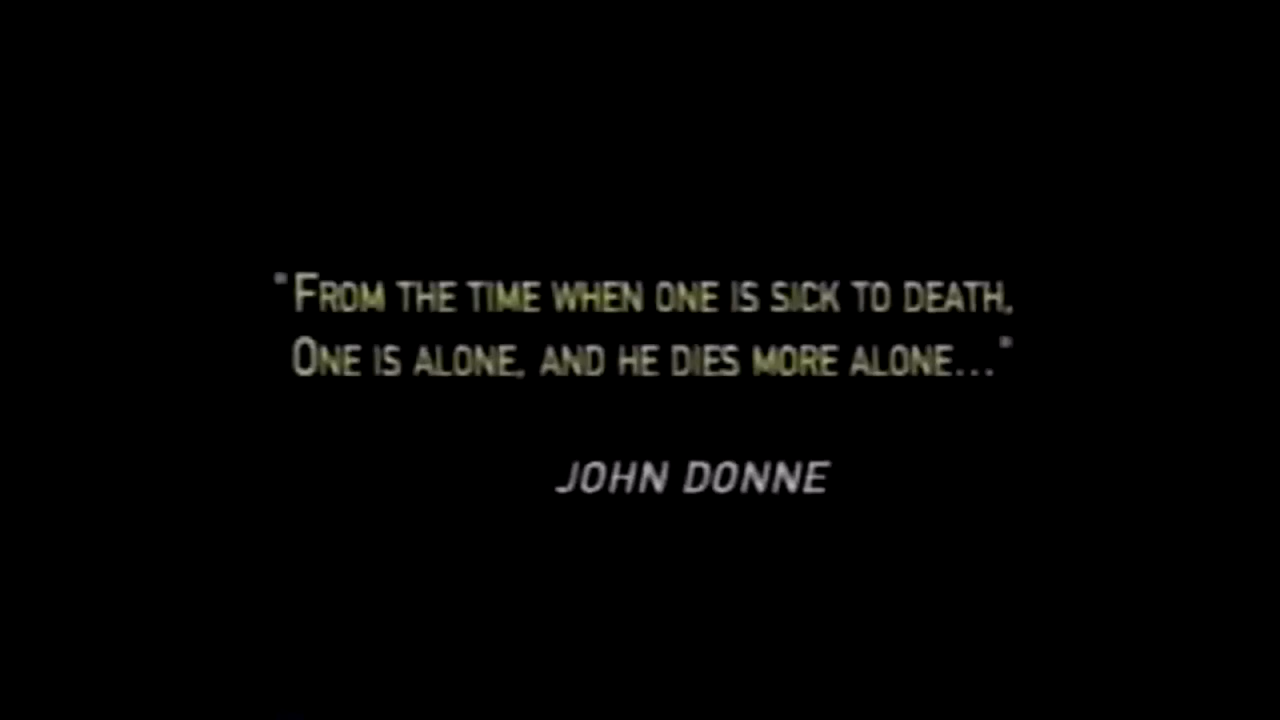 "From the time when one is sick to death,
One is alone, and he dies more alone..."
John Donne